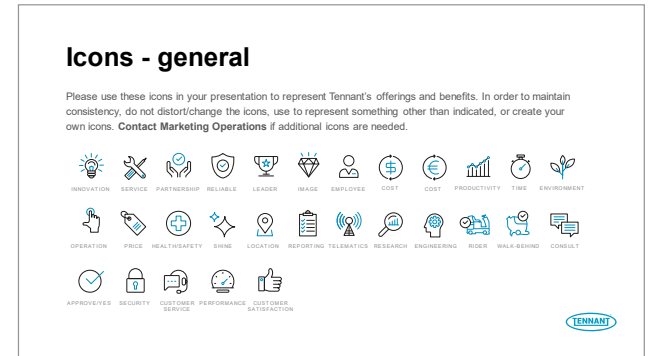 Icons - general
Please use these icons in your presentation to represent Tennant's offerings and benefits. In order to maintain
consistency, do not distort/change the icons, use to represent something other than indicated, or create your
own icons. Contact Marketing Operations if additional icons are needed.
INNOVATION SERVICE PARTNERSHIP RELIABLE LEADER IMAGE EMPLOYEE COST COST PRODUCTIVITY TIME ENVIRONMENT
OPERATION PRICE HEALTH/SAFETY SHINE LOCATION REPORTING TELEMATICS RESEARCH ENGINEERING RIDER WALK-BEHIND CONSULT
APPROVE/YES SECURITY CUSTOMER PERFORMANCE CUSTOMER
SERVICE SATISFACTION
TENNANT